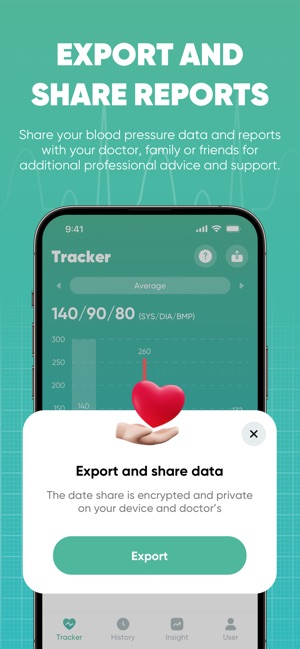 EXPORT AND
SHARE REPORTS
Share your blood pressure data and reports
with your doctor, family or friends for
additional professional advice and support.
9:41
Tracker
?
Average
140/90/80 (SYS/DIA/BMP)
300
260
250
200
150
140
Export and share data
The date share is encrypted and private
on your device and doctor's
Export
Tracker
History
Insight
User